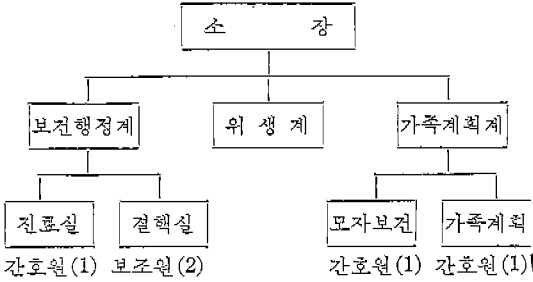 소 장
보건행정계 위생계 가족계획계
진료실 결핵실 모자보건 가족계획
간호원(1) 보조원(2) 간호원(1) 간호원(1)